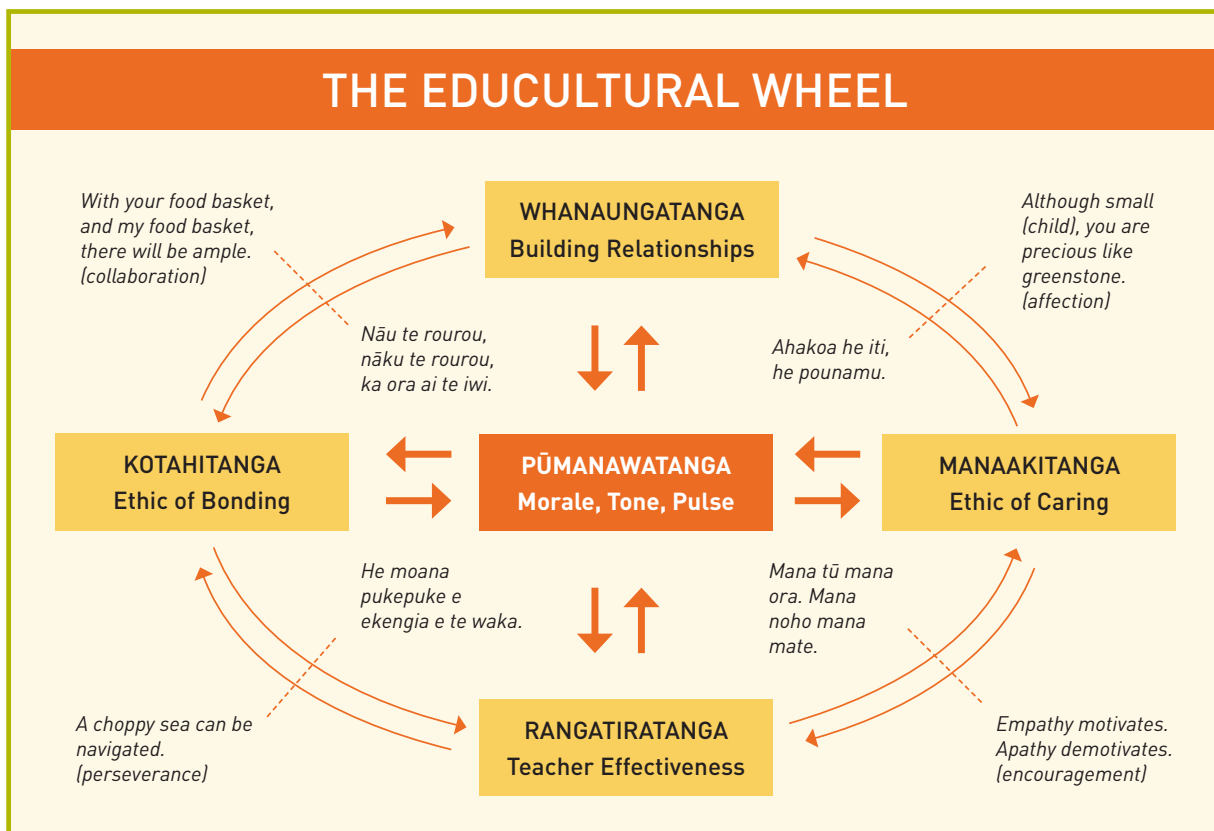 THE EDUCULTURAL WHEEL
With your food basket,
and my food basket,
there will be ample.
(collaboration)
WHANAUNGATANGA
Building Relationships
Although small
(child), you are
precious like
greenstone.
(affection)
Nāu te rourou,
nāku te rourou,
ka ora ai te iwi.
Ahakoa he iti,
he pounamu.
KOTAHITANGA
Ethic of Bonding
PŪMANAWATANGA
Morale, Tone, Pulse
MANAAKITANGA
Ethic of Caring
He moana
pukepuke e
ekengia e te waka.
Mana tū mana
ora. Mana
noho mana
mate.
A choppy sea can be
navigated.
(perseverance)
RANGATIRATANGA
Teacher Effectiveness
Empathy motivates.
Apathy demotivates.
(encouragement)